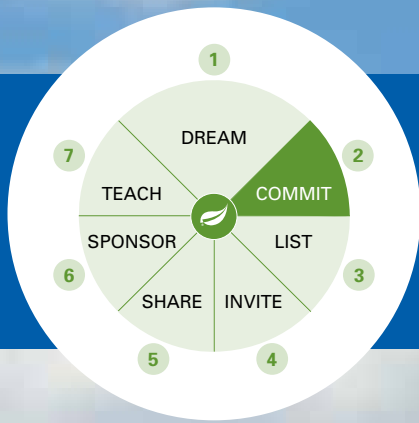 1
DREAM
7
2
TEACH
COMMIT
SPONSOR
LIST
6
3
SHARE
INVITE
5
4